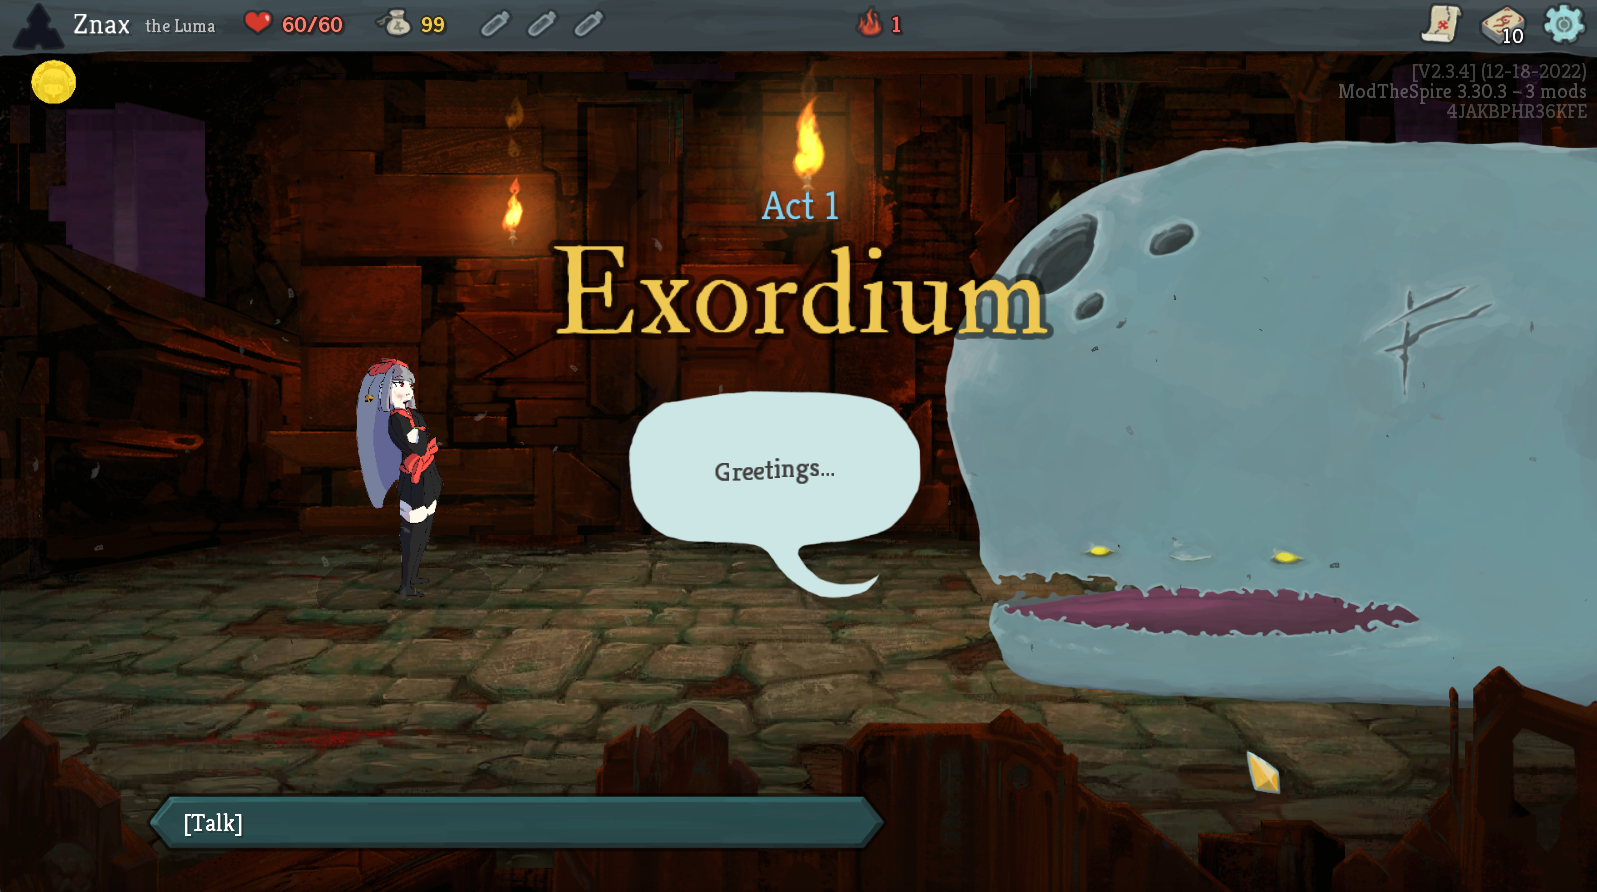 Znax the Luma 60/60 99 1 10
[V2.3.4] (12-18-2022)
ModTheSpire 3.30.3 - 3 mods
4JAKBPHR36KFE
Act 1
Exordium
Greetings...
[Talk]